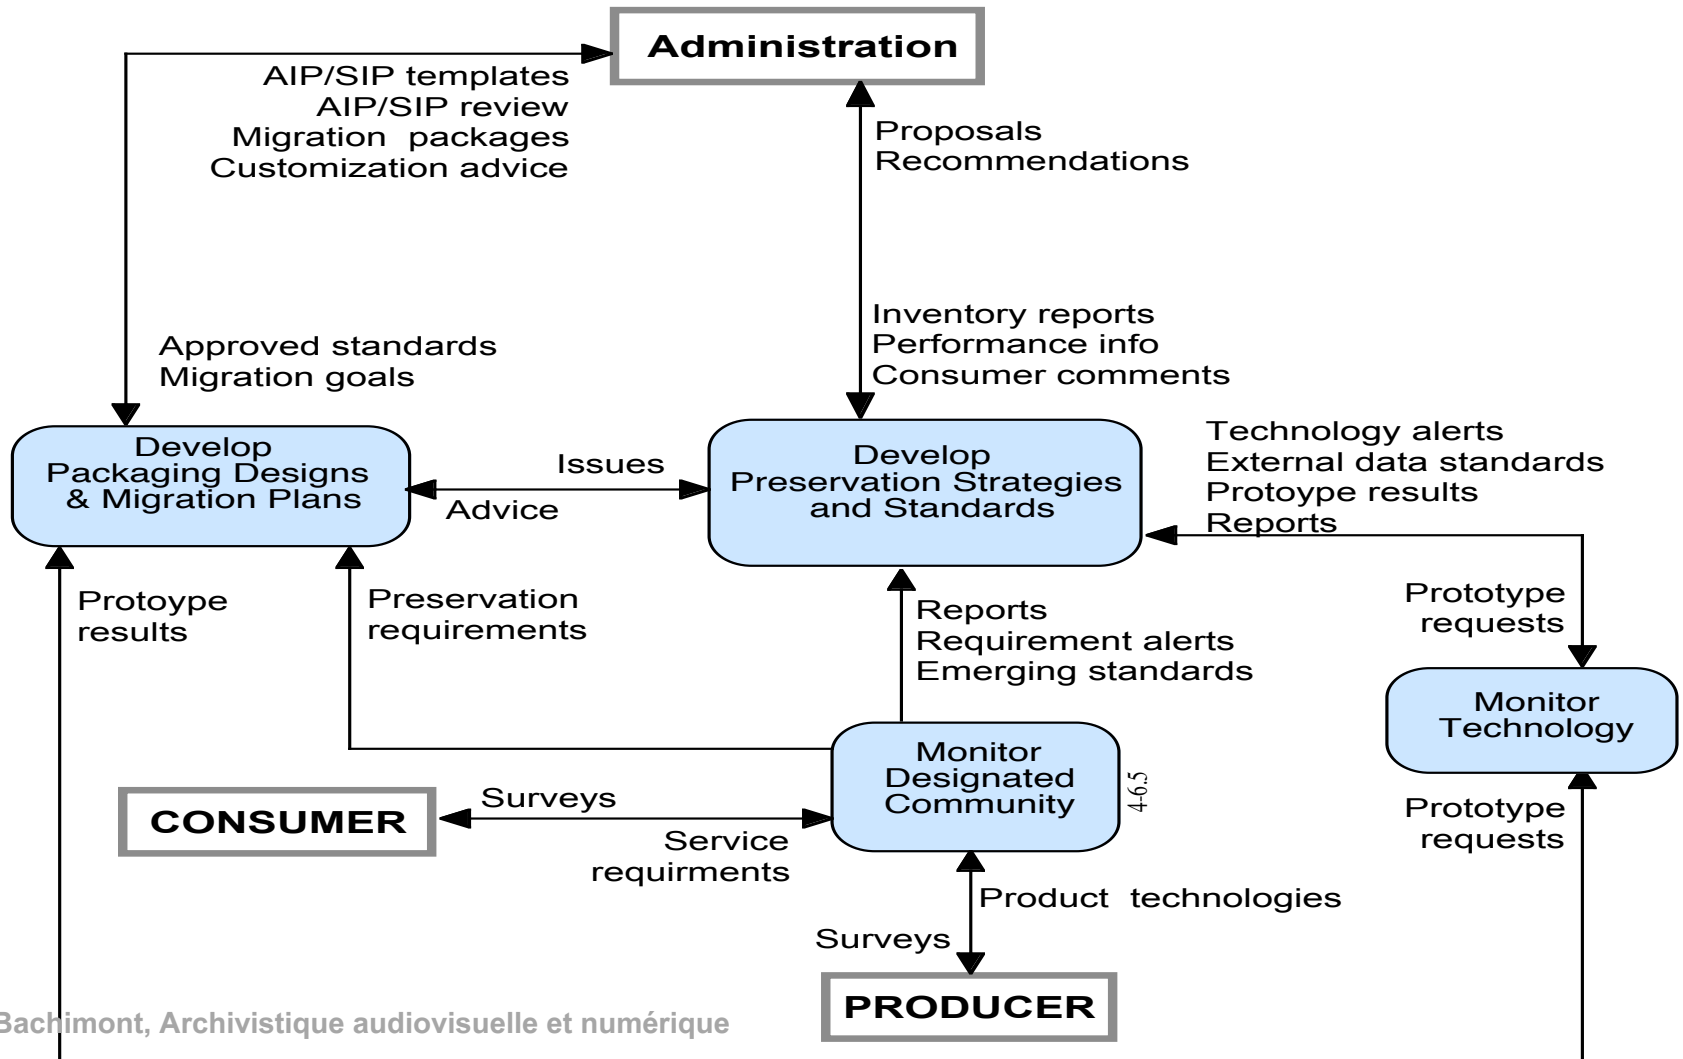 Administration
AIP/SIP templates
AIP/SIP review
Migration packages
Customization advice
Proposals
Recommendations
Inventory reports
Performance info
Consumer comments
Approved standards
Migration goals
Develop
Packaging Designs
& Migration Plans
Issues
Advice
Develop
Preservation Strategies
and Standards
Technology alerts
External data standards
Protoype results
Reports
Protoype
results
Preservation
requirements
Reports
Requirement alerts
Emerging standards
Prototype
requests
Monitor
Technology
Monitor
Designated
Community
4-6.5
CONSUMER
Surveys
Service
requirments
Prototype
requests
Product technologies
Surveys
PRODUCER
Bachimont, Archivistique audiovisuelle et numérique